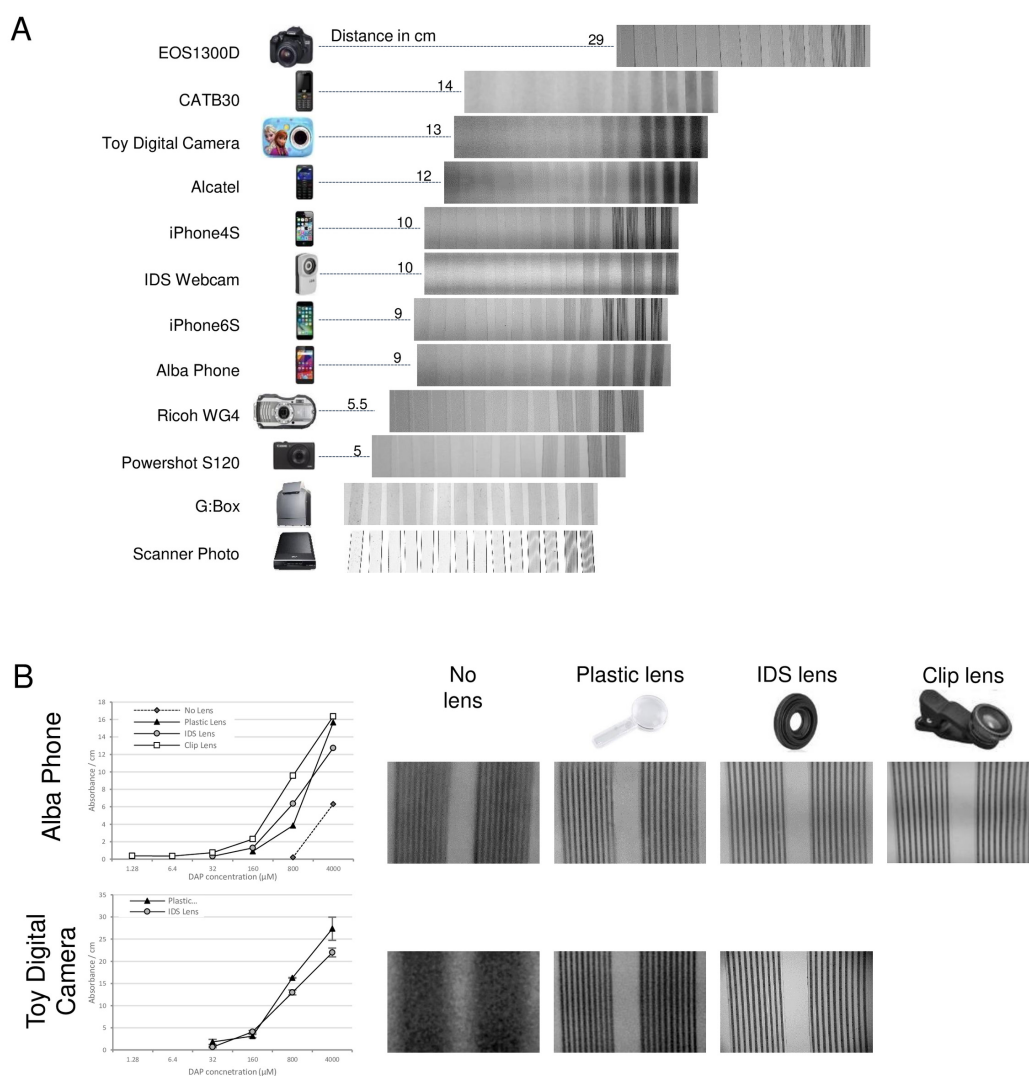 A
Distance in cm
EOS1300D
29
CATB30
14
Toy Digital Camera
13
Alcatel
12
iPhone4S
10
IDS Webcam
10
iPhone6S
9
Alba Phone
9
Ricoh WG4
5.5
Powershot S120
5
G:Box
Scanner Photo
B
No
lens
Plastic lens
IDS lens
Clip lens
Alba Phone
Absorbance / cm
18
16
14
12
10
8
6
4
2
0
No Lens
Plastic Lens
IDS Lens
Clip Lens
1.28
6.4
32
160
800
4000
DAP concentration (µM)
Toy Digital
Camera
Absorbance / cm
35
30
25
20
15
10
5
0
Plastic...
IDS Lens
1.28
6.4
32
160
800
4000
DAP concnetration (µM)